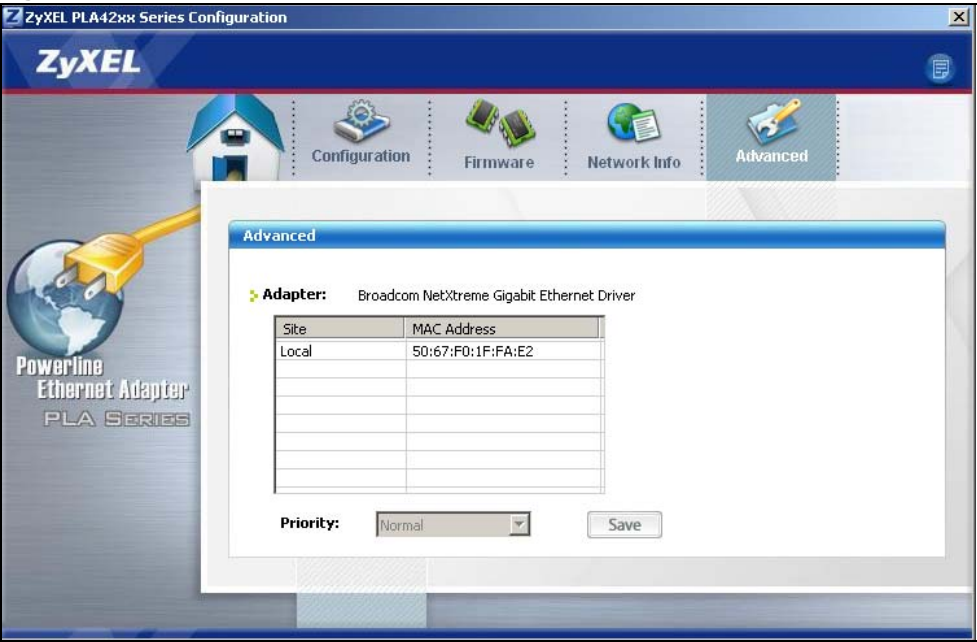 ZyXEL PLA42xx Series Configuration
ZyXEL
Configuration
Firmware
Network Info
Advanced
Advanced
Adapter: Broadcom NetXtreme Gigabit Ethernet Driver
Site MAC Address
Local 50:67:F0:1F:FA:E2
Powerline
Ethernet Adapter
PLA SERIES
Priority: Normal Save